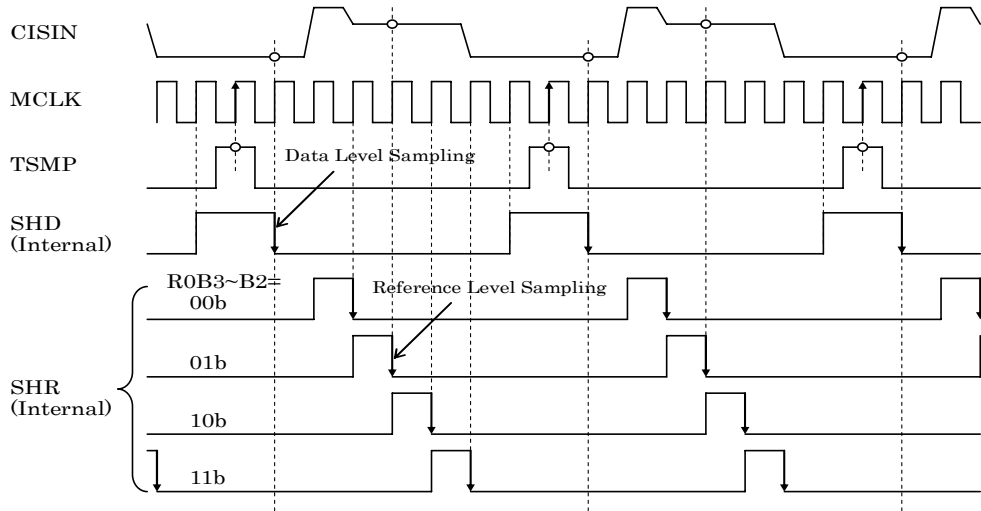 CISIN
MCLK
TSMP
Data Level Sampling
SHD
(Internal)
R0B3~B2=
00b
Reference Level Sampling
01b
SHR
(Internal)
10b
11b